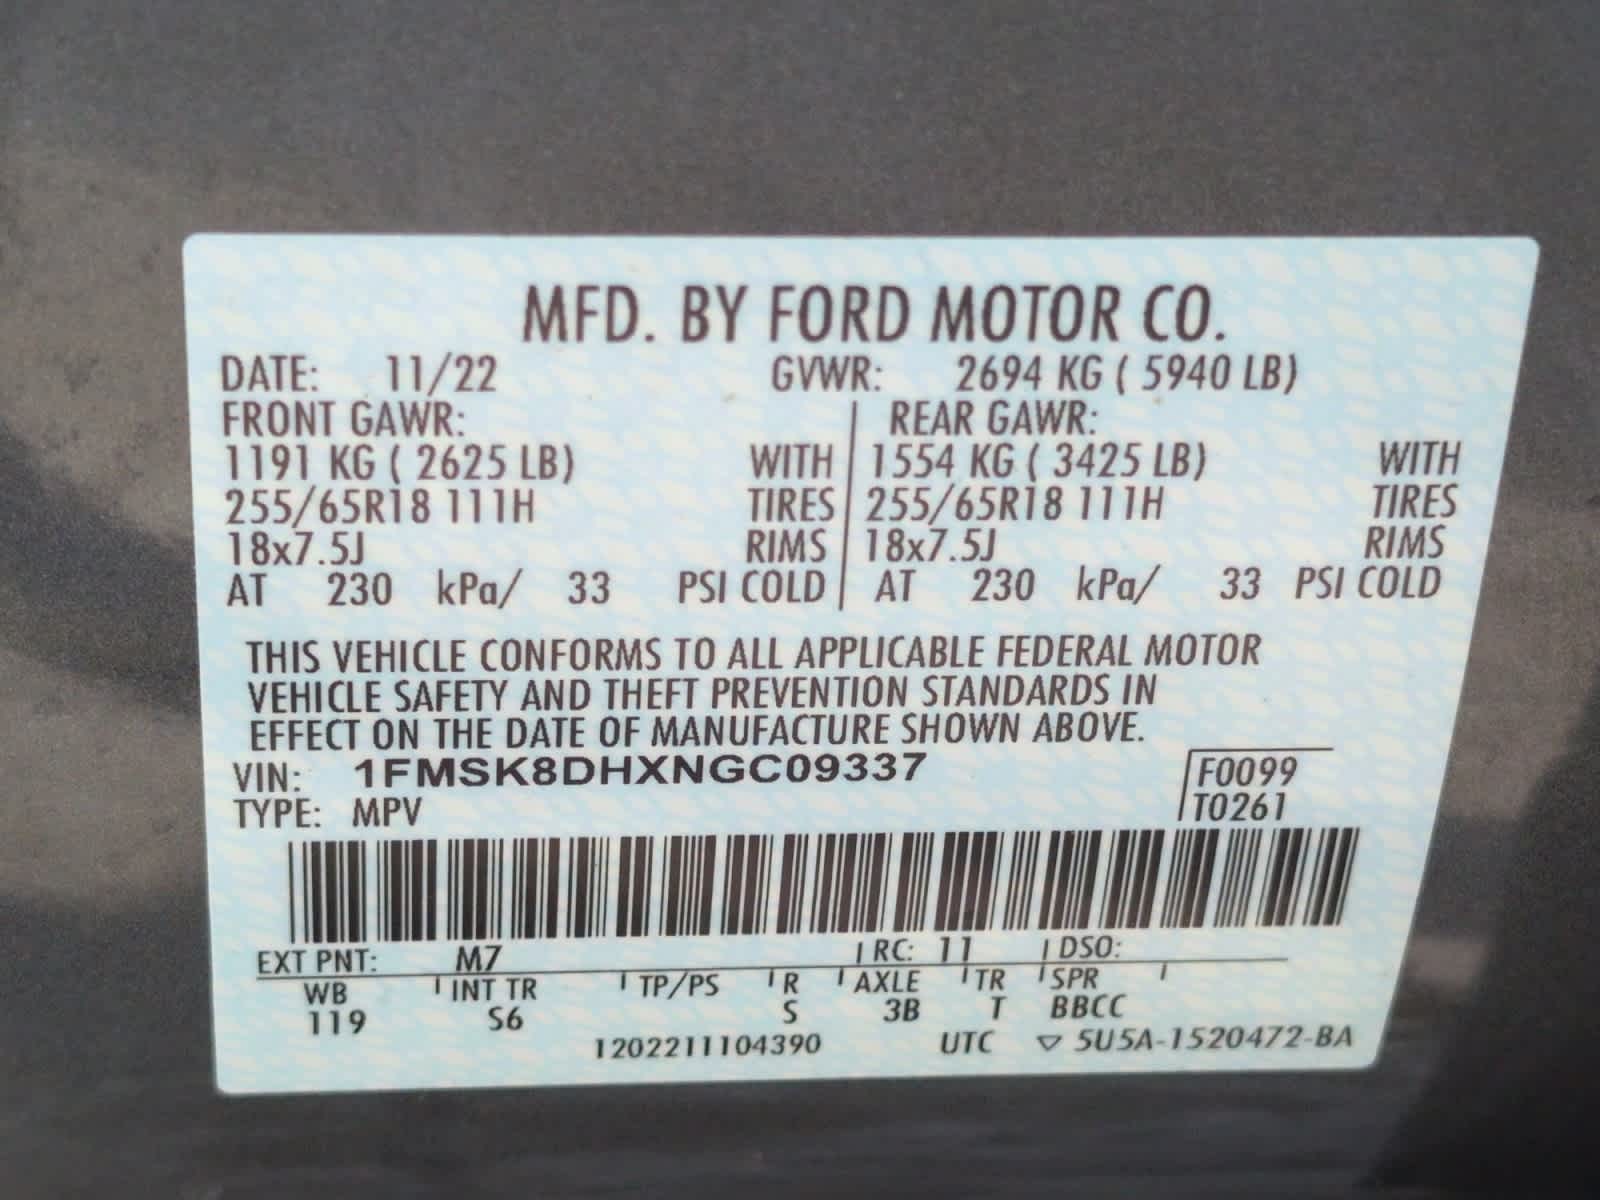 MFD. BY FORD MOTOR CO.
DATE: 11/22 GVWR: 2694 KG ( 5940 LB)
FRONT GAWR: REAR GAWR:
1191 KG ( 2625 LB) WITH 1554 KG ( 3425 LB) WITH
255/65R18 111H TIRES 255/65R18 111H TIRES
18x7.5J RIMS 18x7.5J RIMS
AT 230 kPa/ 33 PSI COLD AT 230 kPa/ 33 PSI COLD
THIS VEHICLE CONFORMS TO ALL APPLICABLE FEDERAL MOTOR
VEHICLE SAFETY AND THEFT PREVENTION STANDARDS IN
EFFECT ON THE DATE OF MANUFACTURE SHOWN ABOVE.
VIN: 1FMSK8DHXNGC09337 F0099
TYPE: MPV T0261
EXT PNT: M7 RC: 11 DSO:
WB INT TR TP/PS R AXLE TR SPR
119 S6 S 3B T BBCC
1202211104390 UTC ▽ 5U5A-1520472-BA